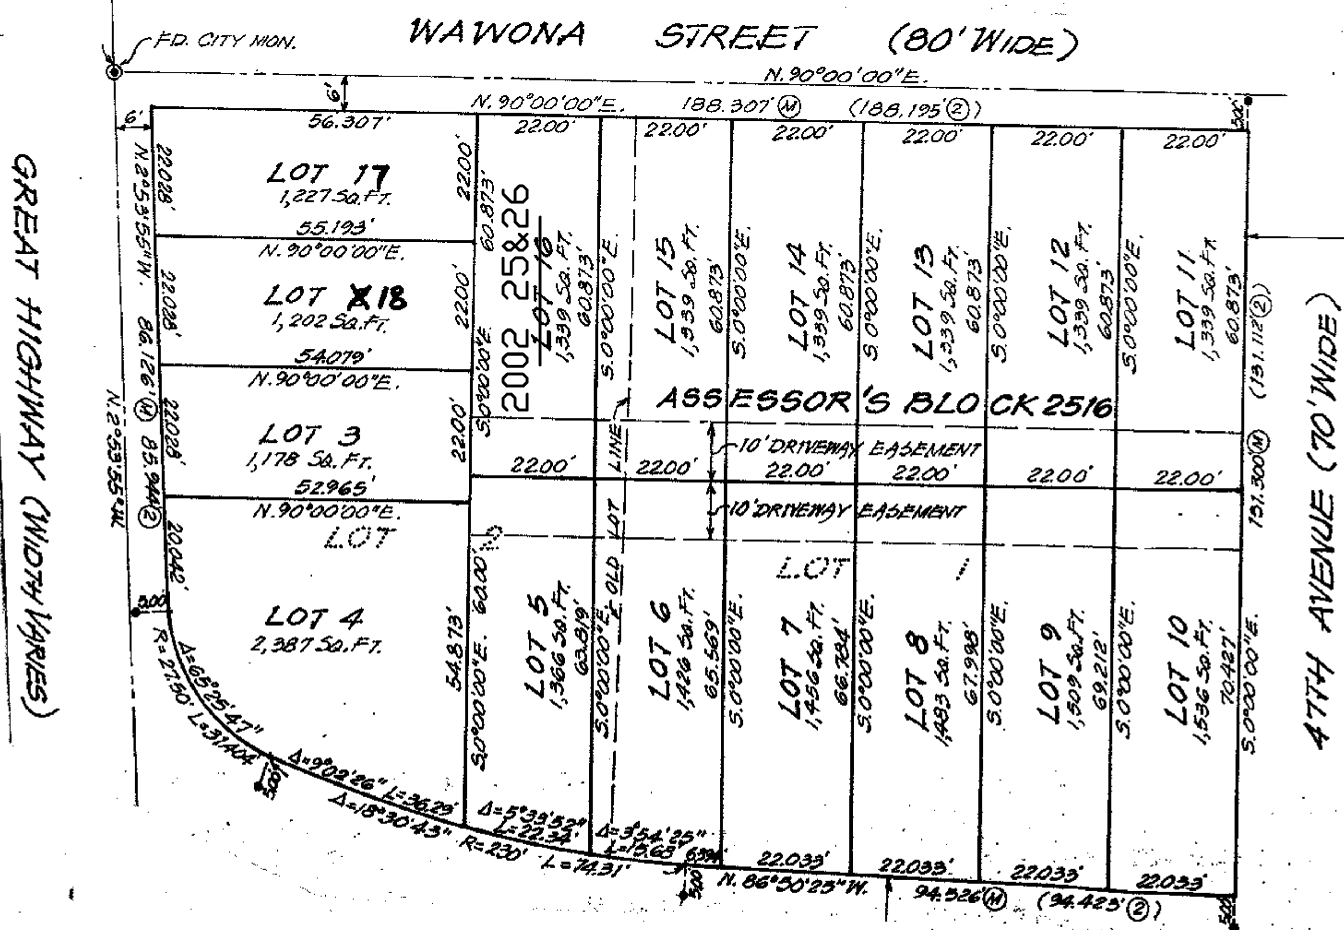 WAWONA STREET (80' WIDE)
FD. CITY MON.
N.90°00'00"E.
6'
N.90°00'00"E. 188.307' Ⓜ (188.195'②)
6'
5.00'
56.307'
22.00' 22.00' 22.00' 22.00' 22.00' 22.00'
GREAT HIGHWAY (WIDTH VARIES)
N.2°53'55"W.
N.2°53'55"W. 86.126'Ⓜ 85.944'②
22.028'
LOT 17
1,227 SQ.FT.
22.00'
55.193'
N.90°00'00"E.
22.028'
LOT 18
1,202 SQ.FT.
22.00'
54.079'
N.90°00'00"E.
22.028'
LOT 3
1,178 SQ.FT.
22.00'
52.965'
N.90°00'00"E.
LOT 2
20.042'
LOT 4
2,387 SQ.FT.
54.873'
5.00'
S.0°00'00"E. 60.873'
2002 25&26
LOT 16
1,339 SQ.FT.
60.873'
S.0°00'00"E.
LOT 15
1,339 SQ.FT.
60.873'
S.0°00'00"E.
LOT 14
1,339 SQ.FT.
60.873'
S.0°00'00"E.
LOT 13
1,339 SQ.FT.
60.873'
S.0°00'00"E.
LOT 12
1,339 SQ.FT.
60.873'
S.0°00'00"E.
LOT 11
1,339 SQ.FT.
60.873'
ASSESSOR'S BLOCK 2516
10' DRIVEWAY EASEMENT
22.00' 22.00' 22.00' 22.00' 22.00' 22.00'
10' DRIVEWAY EASEMENT
OLD LOT LINE
LOT 1
S.0°00'00"E. 60.00'
LOT 5
1,366 SQ.FT.
63.819'
S.0°00'00"E.
LOT 6
1,426 SQ.FT.
65.569'
S.0°00'00"E.
LOT 7
1,456 SQ.FT.
66.784'
S.0°00'00"E.
LOT 8
1,483 SQ.FT.
67.998'
S.0°00'00"E.
LOT 9
1,509 SQ.FT.
69.212'
S.0°00'00"E.
LOT 10
1,536 SQ.FT.
70.427'
S.0°00'00"E.
131.300'Ⓜ (131.112'②)
47TH AVENUE (70' WIDE)
Δ=65°25'47"
R=27.50' L=31.404'
5.00'
Δ=9°02'26" L=36.29'
Δ=18°30'43" R=230' L=74.31'
Δ=5°33'52"
L=22.34'
Δ=3°54'25"
L=15.68'
5.00'
22.033' 22.033' 22.033' 22.033'
N.86°50'23"W. 94.526'Ⓜ (94.423'②)
5.00'